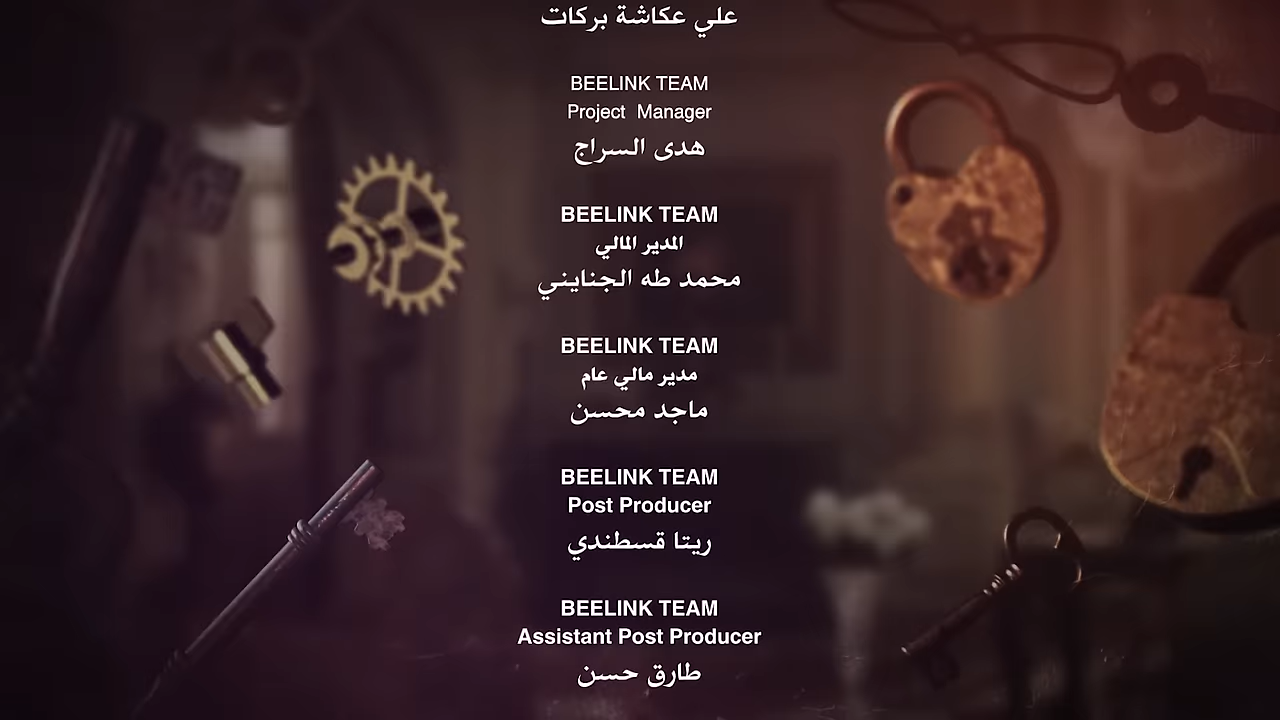 علي عكاشة بركات
BEELINK TEAM
Project Manager
هدى السراج
BEELINK TEAM
المدير المالي
محمد طه الجنايني
BEELINK TEAM
مدير مالي عام
ماجد محسن
BEELINK TEAM
Post Producer
ريتا قسطندي
BEELINK TEAM
Assistant Post Producer
طارق حسن